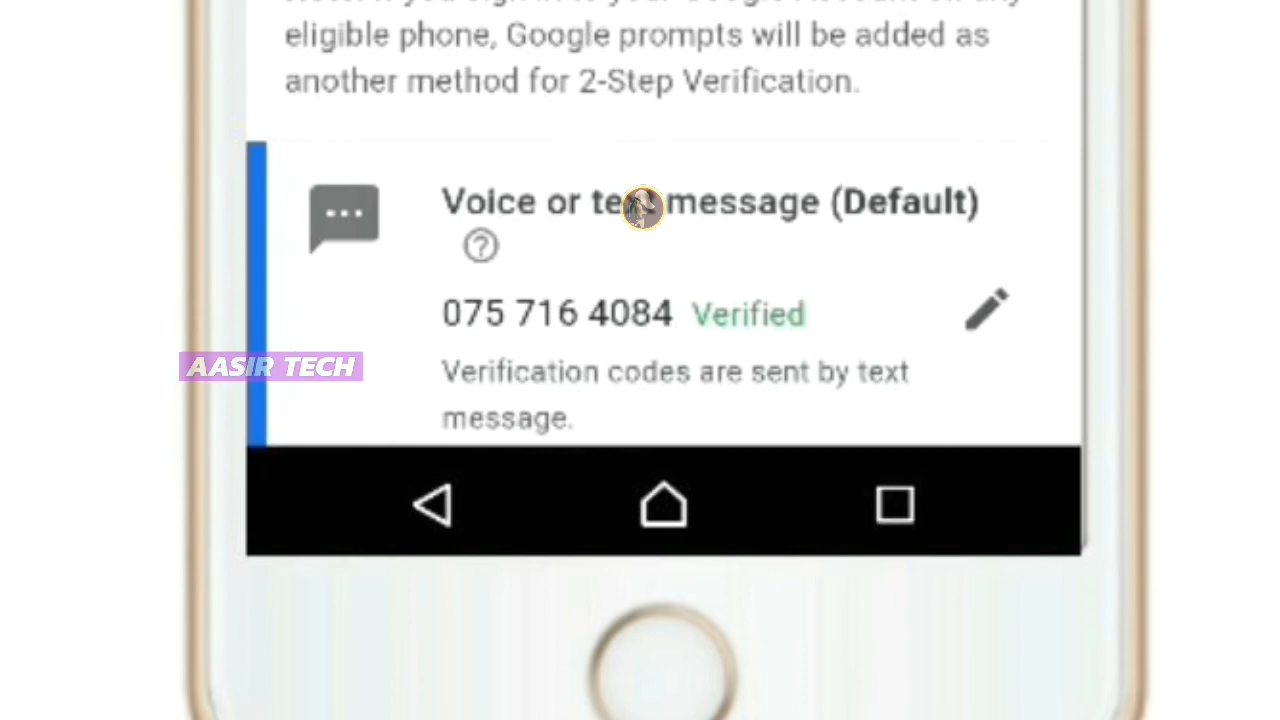 eligible phone, Google prompts will be added as
another method for 2-Step Verification.
Voice or message (Default)
075 716 4084 Verified
AASIR TECH
Verification codes are sent by text
message.